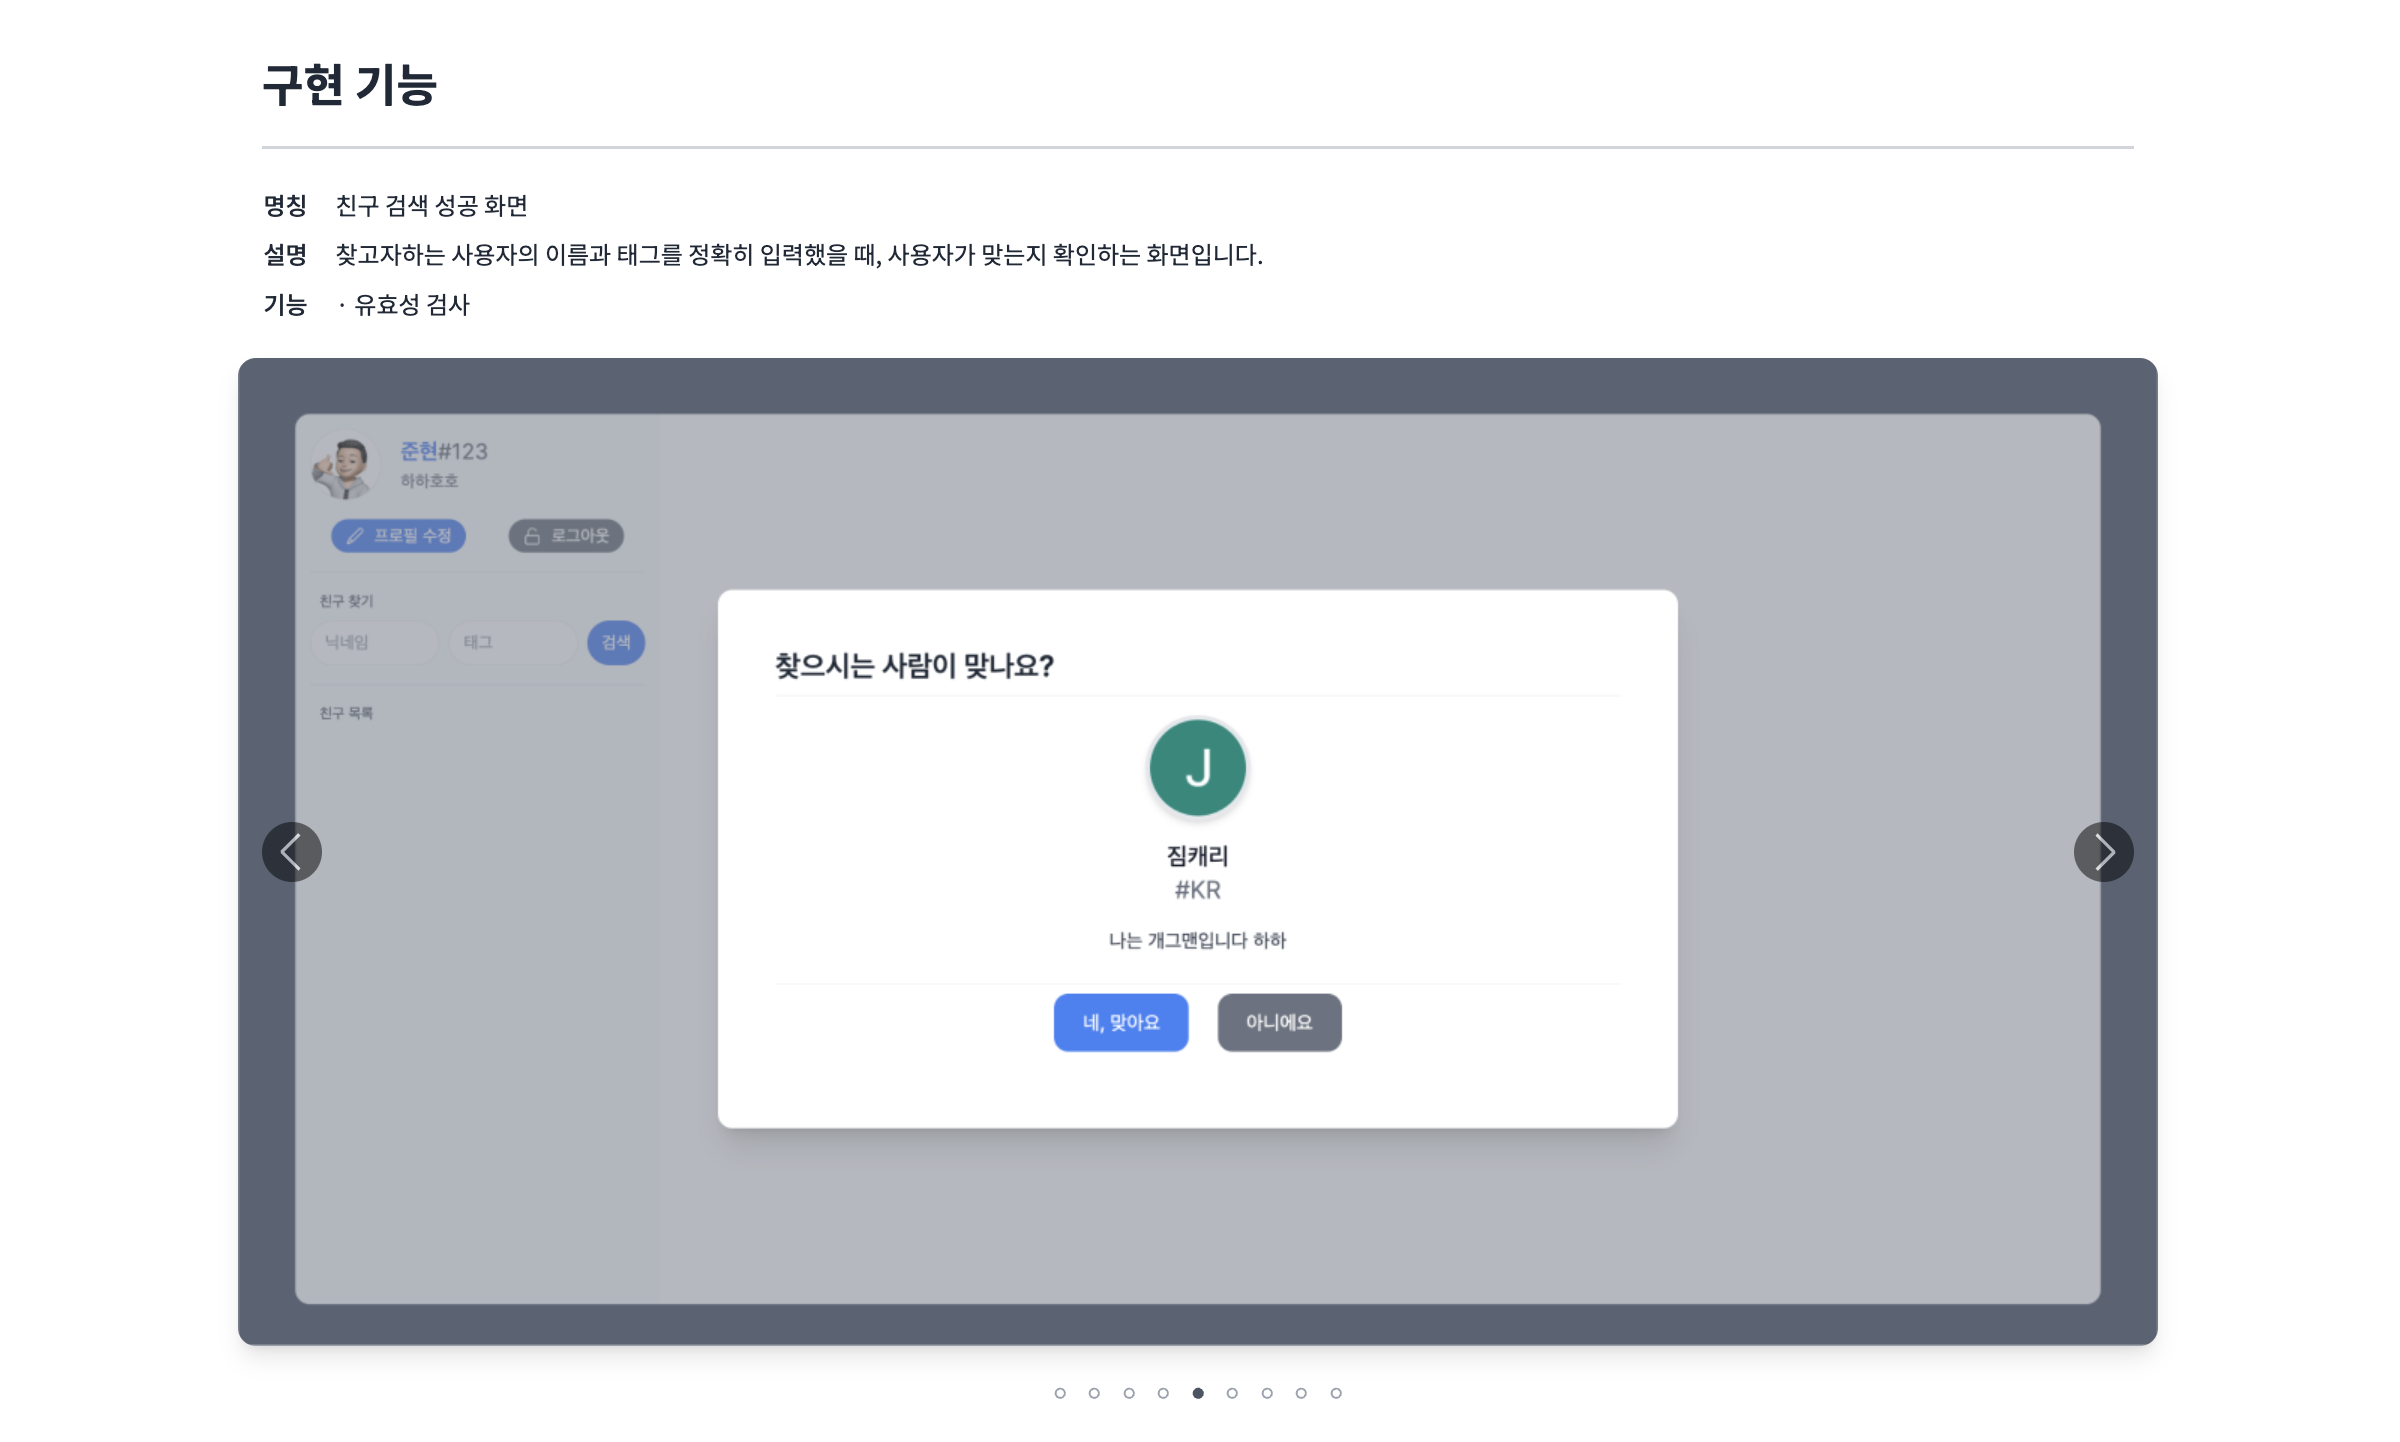 구현 기능
명칭 친구 검색 성공 화면
설명 찾고자하는 사용자의 이름과 태그를 정확히 입력했을 때, 사용자가 맞는지 확인하는 화면입니다.
기능 · 유효성 검사
준현#123
하하호호
프로필 수정 로그아웃
친구 찾기
닉네임 태그 검색
친구 목록
찾으시는 사람이 맞나요?
J
짐캐리
#KR
나는 개그맨입니다 하하
네, 맞아요 아니에요